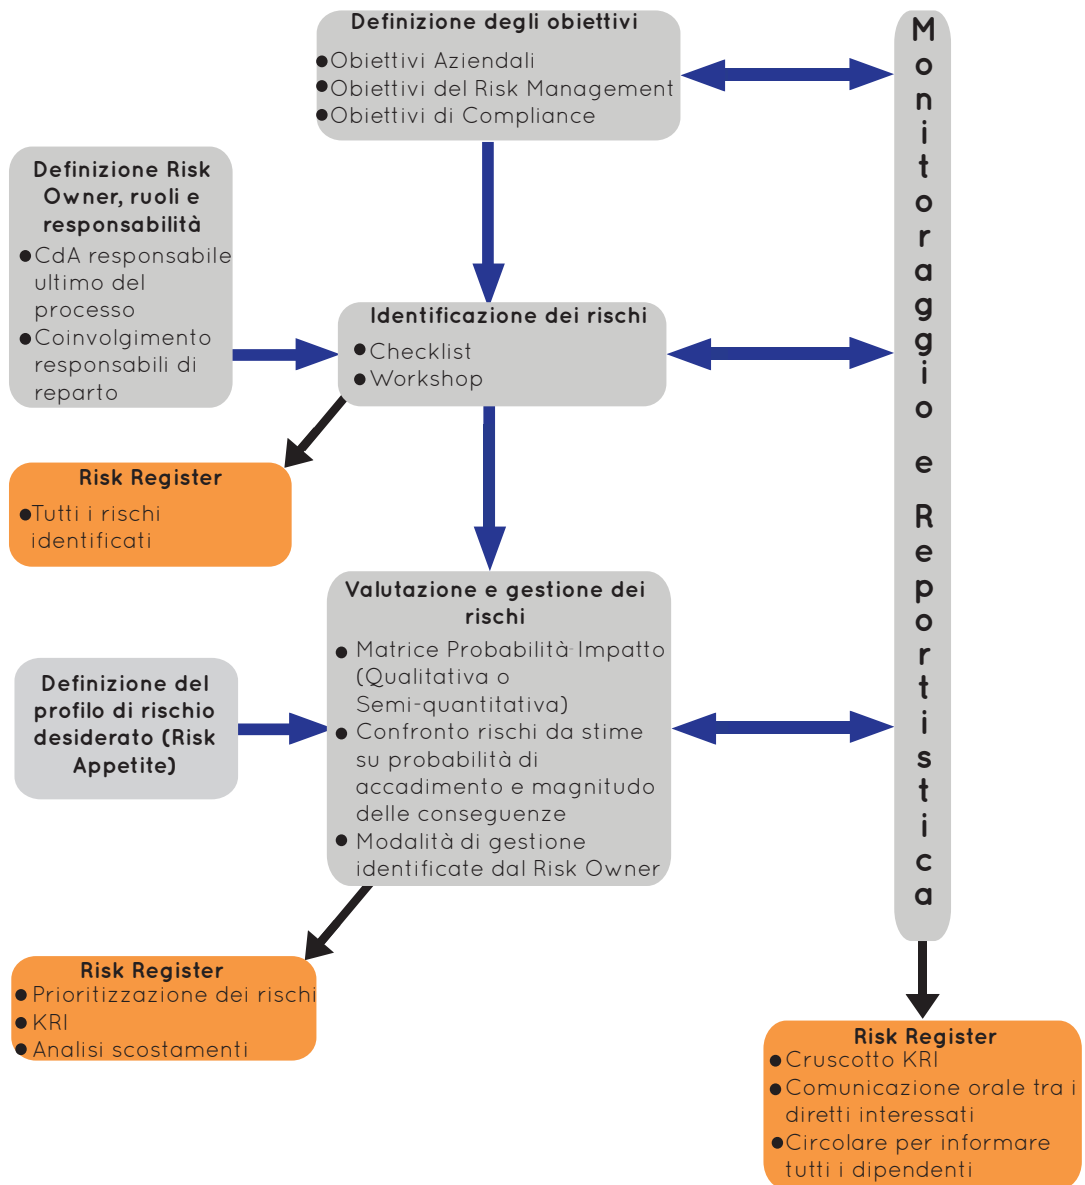 Definizione degli obiettivi
● Obiettivi Aziendali
● Obiettivi del Risk Management
● Obiettivi di Compliance
Definizione Risk
Owner, ruoli e
responsabilità
● CdA responsabile
ultimo del
processo
● Coinvolgimento
responsabili di
reparto
Identificazione dei rischi
● Checklist
● Workshop
Risk Register
● Tutti i rischi
identificati
Valutazione e gestione dei
rischi
● Matrice Probabilità-Impatto
(Qualitativa o
Semi-quantitativa)
● Confronto rischi da stime
su probabilità di
accadimento e magnitudo
delle conseguenze
● Modalità di gestione
identificate dal Risk Owner
Definizione del
profilo di rischio
desiderato (Risk
Appetite)
Risk Register
● Prioritizzazione dei rischi
● KRI
● Analisi scostamenti
Monitoraggio e Reportistica
Risk Register
● Cruscotto KRI
● Comunicazione orale tra i
diretti interessati
● Circolare per informare
tutti i dipendenti